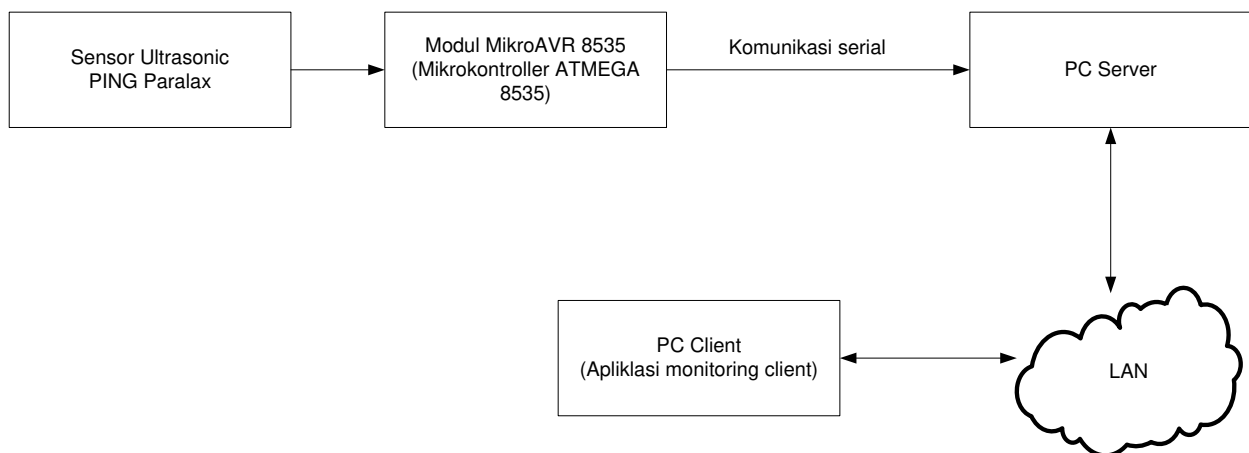 Sensor Ultrasonic
PING Paralax
Modul MikroAVR 8535
(Mikrokontroller ATMEGA
8535)
Komunikasi serial
PC Server
PC Client
(Apliklasi monitoring client)
LAN